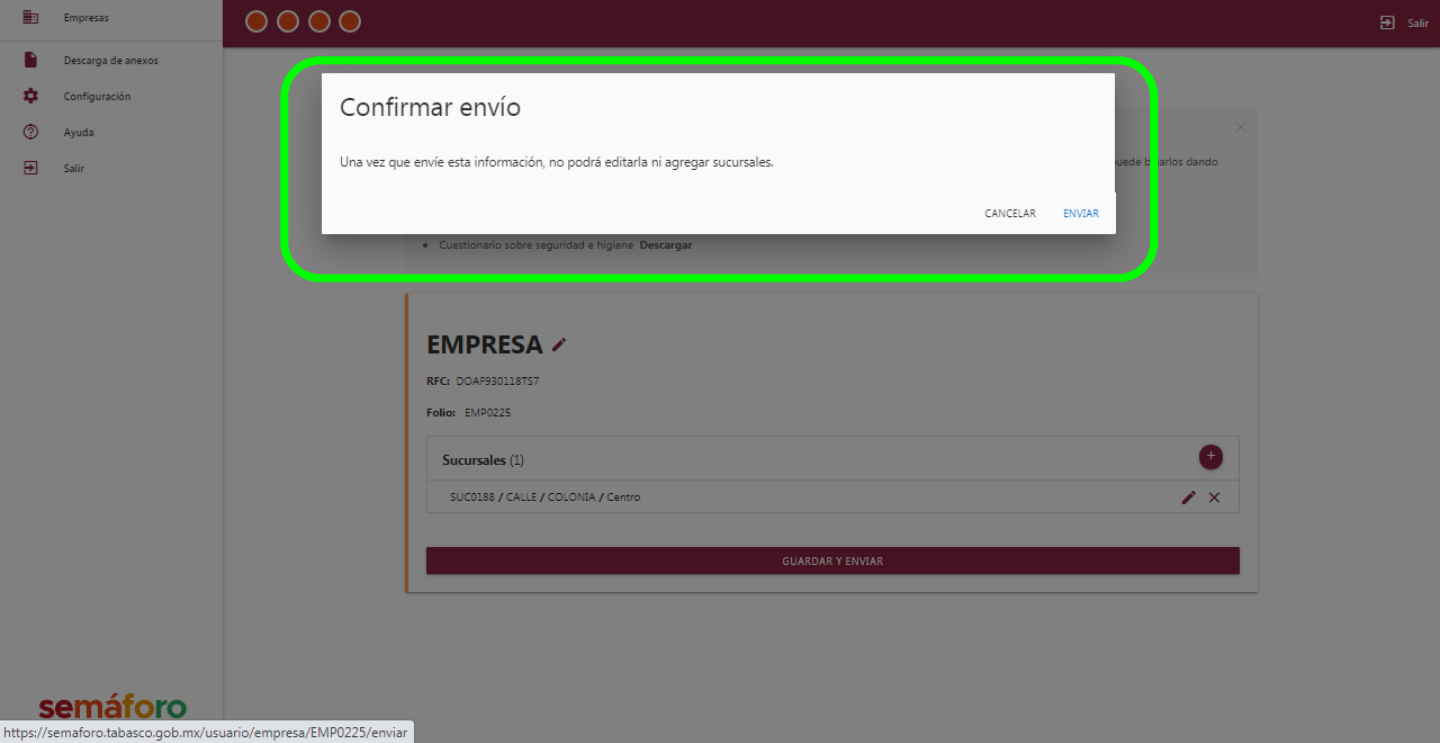 Empresas
Salir
Descarga de anexos
Configuración
Ayuda
Salir
Confirmar envío
Una vez que envíe esta información, no podrá editarla ni agregar sucursales.
dando
CANCELAR ENVIAR
• Cuestionario sobre seguridad e higiene Descargar
EMPRESA
RFC: DOAF930118TS7
Folio: EMP0225
Sucursales (1)
+
SUC0188 / CALLE / COLONIA / Centro
GUARDAR Y ENVIAR
semáforo
https://semaforo.tabasco.gob.mx/usuario/empresa/EMP0225/enviar